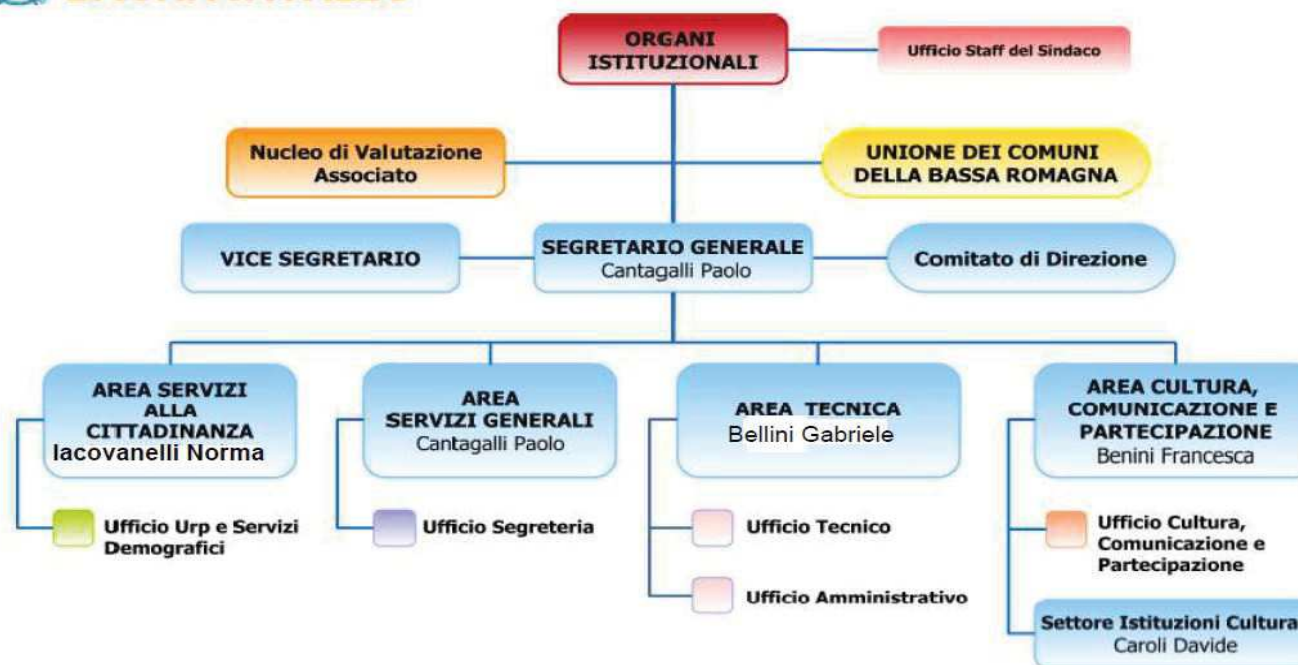 ORGANI
ISTITUZIONALI
Ufficio Staff del Sindaco
Nucleo di Valutazione
Associato
UNIONE DEI COMUNI
DELLA BASSA ROMAGNA
VICE SEGRETARIO
SEGRETARIO GENERALE
Cantagalli Paolo
Comitato di Direzione
AREA SERVIZI
ALLA
CITTADINANZA
Iacovanelli Norma
AREA
SERVIZI GENERALI
Cantagalli Paolo
AREA TECNICA
Bellini Gabriele
AREA CULTURA,
COMUNICAZIONE E
PARTECIPAZIONE
Benini Francesca
Ufficio Urp e Servizi
Demografici
Ufficio Segreteria
Ufficio Tecnico
Ufficio Amministrativo
Ufficio Cultura,
Comunicazione e
Partecipazione
Settore Istituzioni Cultura
Caroli Davide